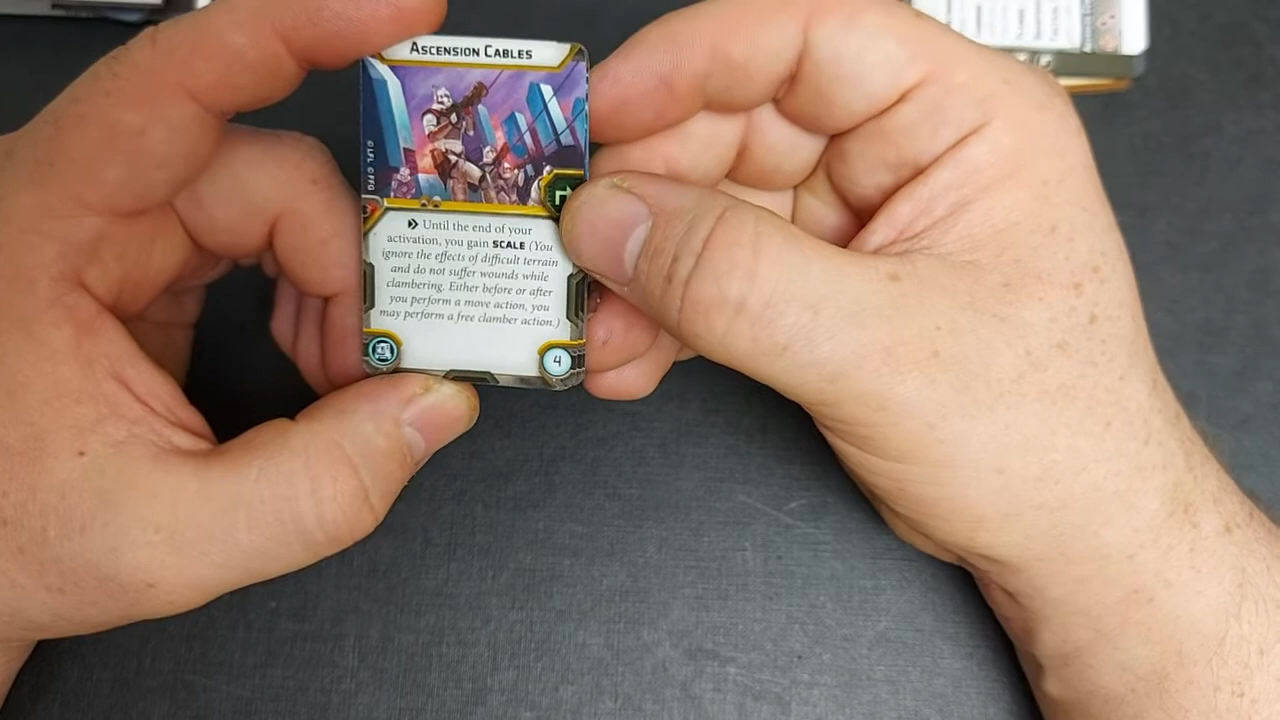 ASCENSION CABLES
© LFL © FFG
Until the end of your
activation, you gain SCALE (You
ignore the effects of difficult terrain
and do not suffer wounds while
clambering. Either before or after
you perform a move action, you
may perform a free clamber action.)
4